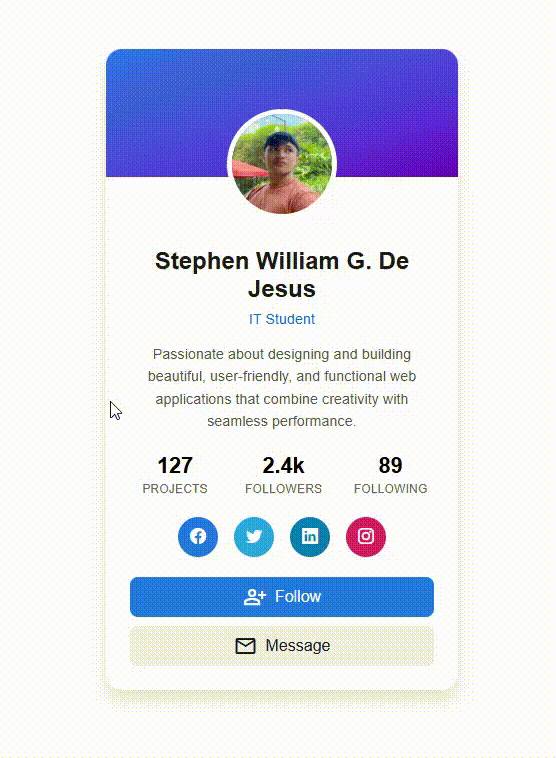 Stephen William G. De
Jesus
IT Student
Passionate about designing and building
beautiful, user-friendly, and functional web
applications that combine creativity with
seamless performance.
127 2.4k 89
PROJECTS FOLLOWERS FOLLOWING
in
Follow
Message